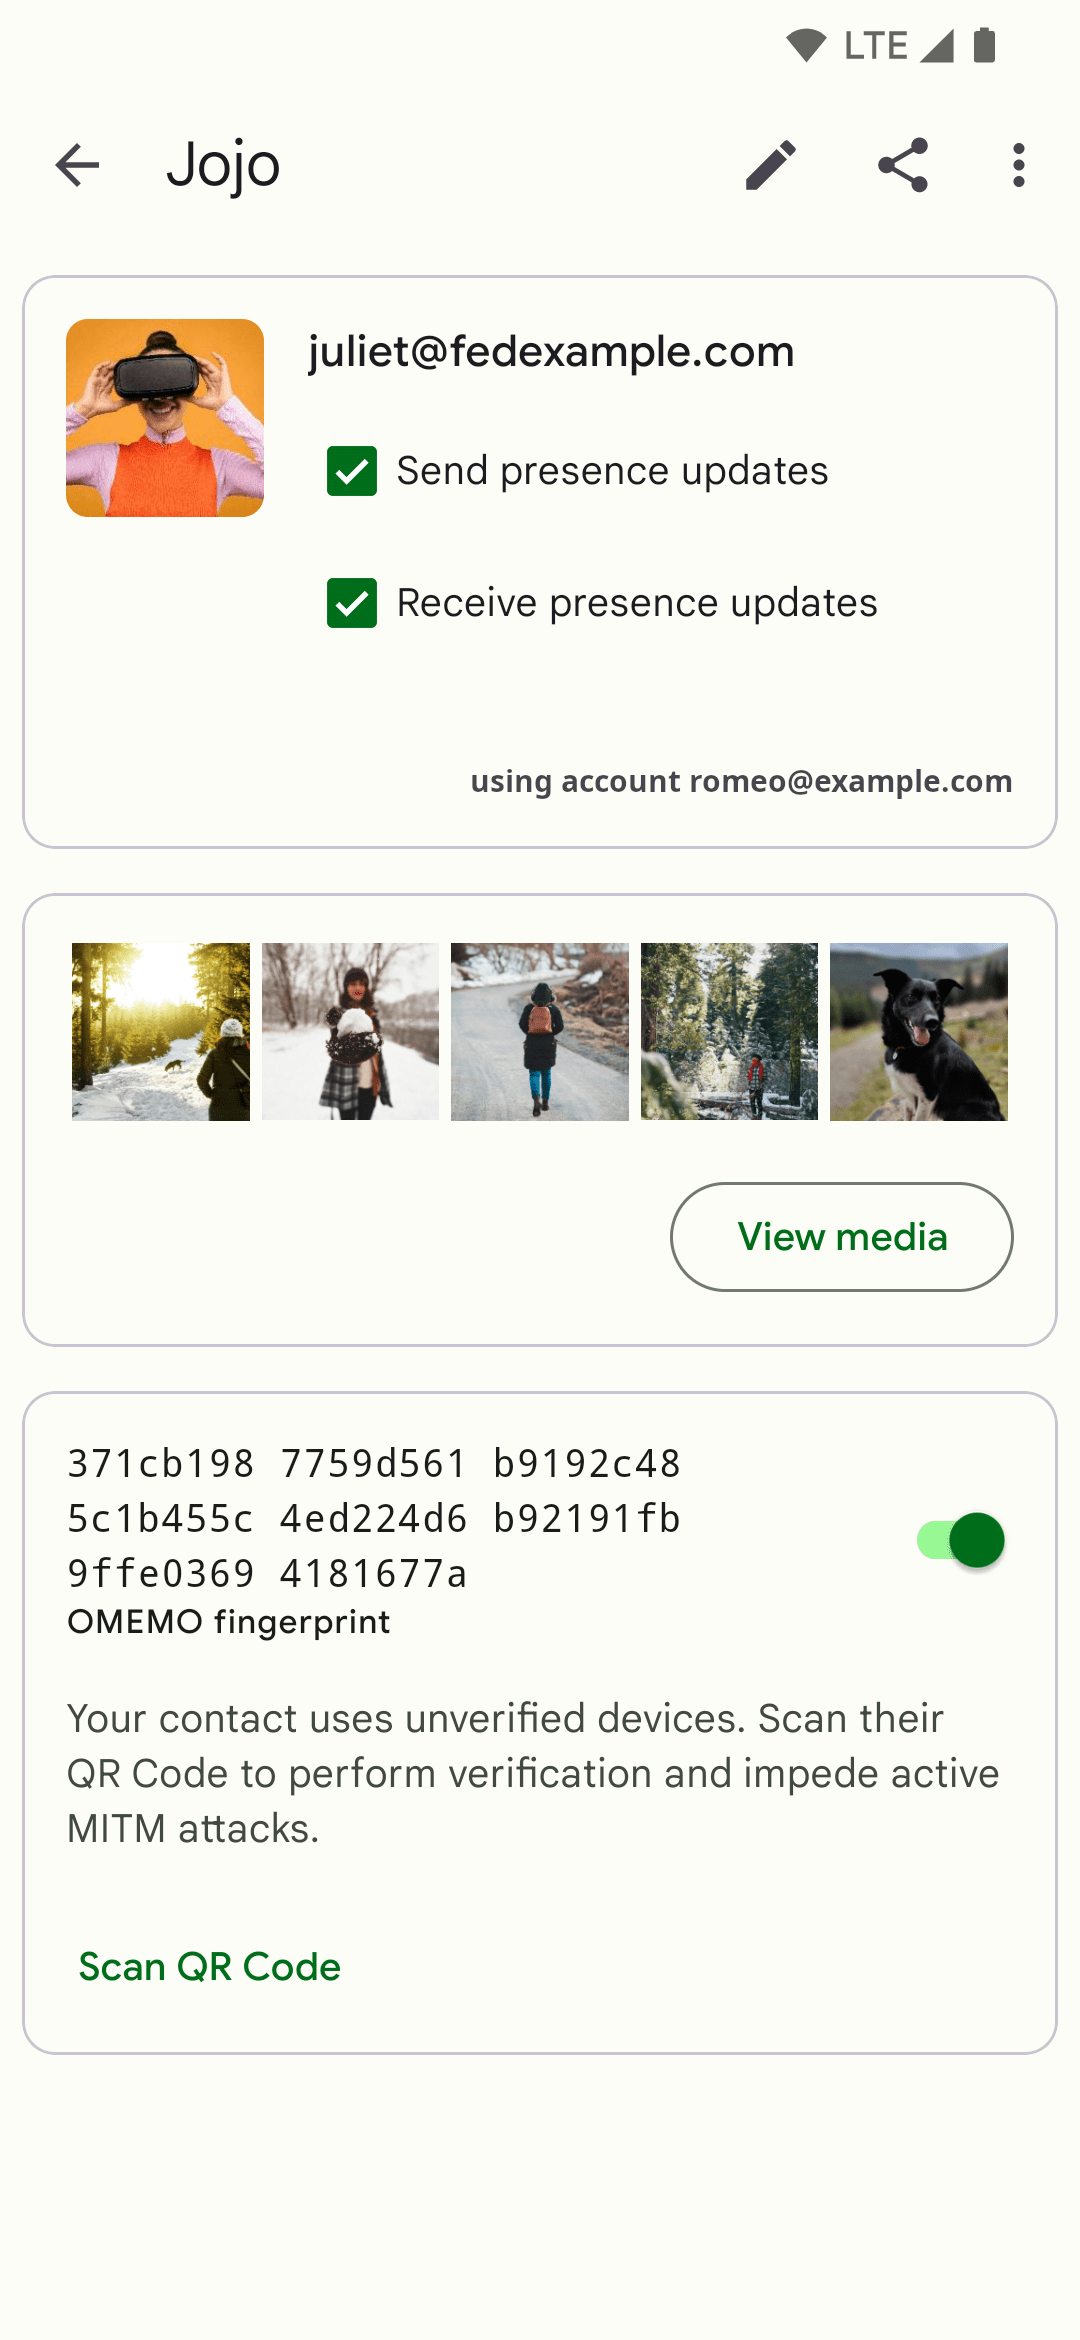 LTE
Jojo
juliet@fedexample.com
Send presence updates
Receive presence updates
using account romeo@example.com
View media
371cb198 7759d561 b9192c48
5c1b455c 4ed224d6 b92191fb
9ffe0369 4181677a
OMEMO fingerprint
Your contact uses unverified devices. Scan their
QR Code to perform verification and impede active
MITM attacks.
Scan QR Code